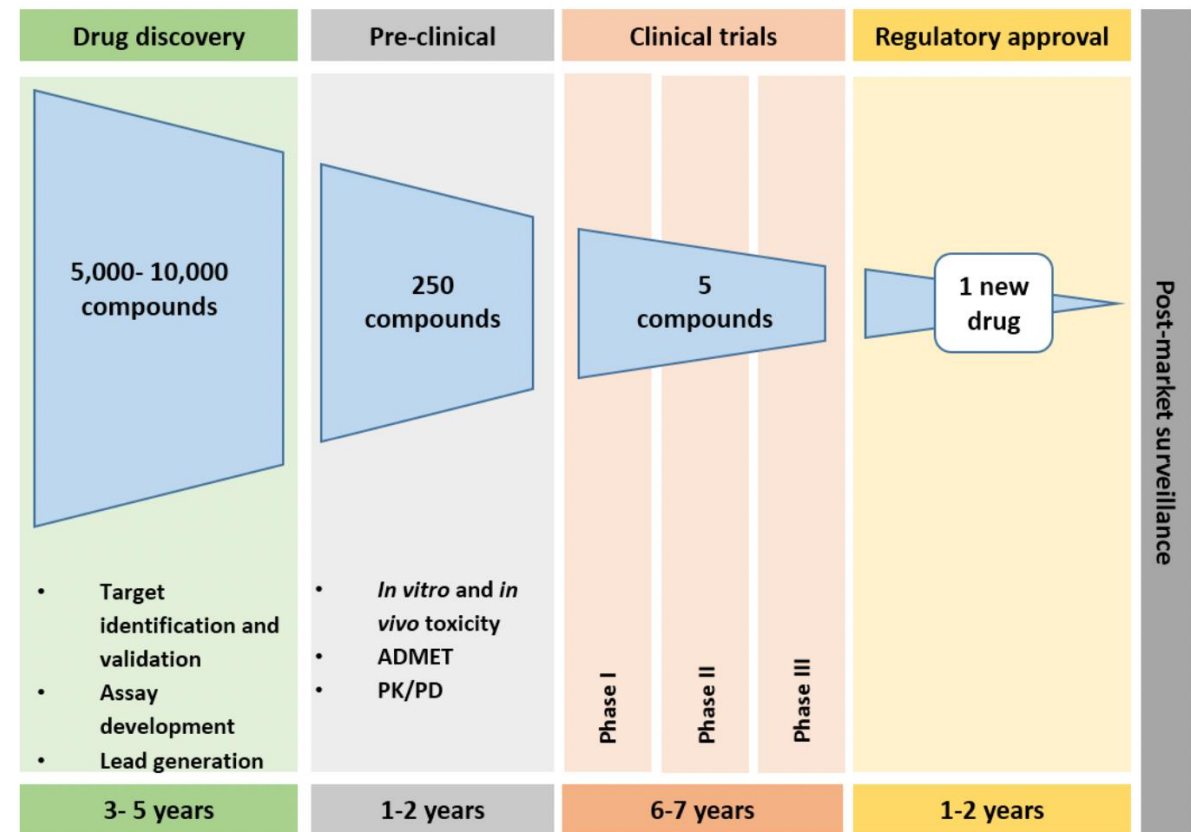 Drug discovery
Pre-clinical
Clinical trials
Regulatory approval
5,000- 10,000
compounds
250
compounds
5
compounds
1 new
drug
Post-market surveillance
• Target
identification and
validation
• Assay
development
• Lead generation
• In vitro and in
vivo toxicity
• ADMET
• PK/PD
Phase I
Phase II
Phase III
3- 5 years
1-2 years
6-7 years
1-2 years